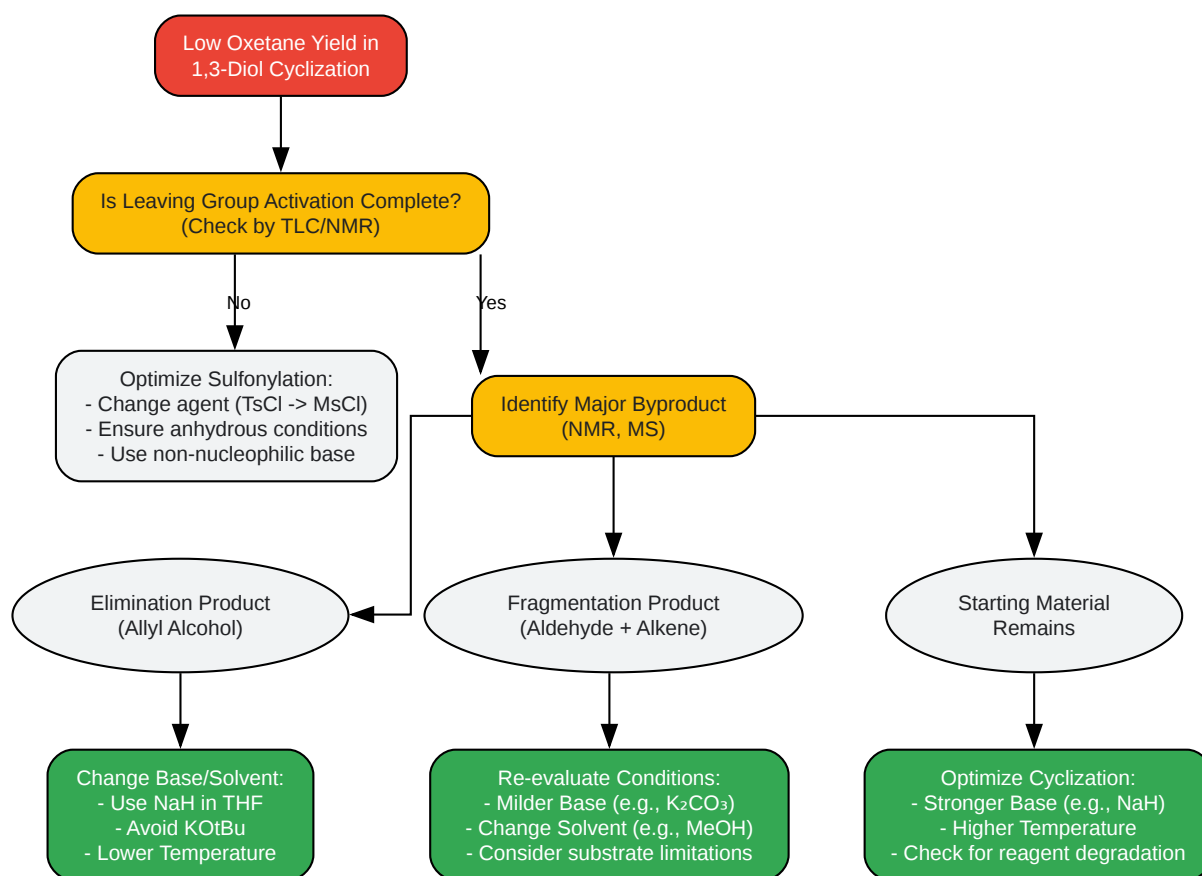 Low Oxetane Yield in
1,3-Diol Cyclization
Is Leaving Group Activation Complete?
(Check by TLC/NMR)
No
Yes
Optimize Sulfonylation:
- Change agent (TsCl -> MsCl)
- Ensure anhydrous conditions
- Use non-nucleophilic base
Identify Major Byproduct
(NMR, MS)
Elimination Product
(Allyl Alcohol)
Fragmentation Product
(Aldehyde + Alkene)
Starting Material
Remains
Change Base/Solvent:
- Use NaH in THF
- Avoid KOtBu
- Lower Temperature
Re-evaluate Conditions:
- Milder Base (e.g., K₂CO₃)
- Change Solvent (e.g., MeOH)
- Consider substrate limitations
Optimize Cyclization:
- Stronger Base (e.g., NaH)
- Higher Temperature
- Check for reagent degradation